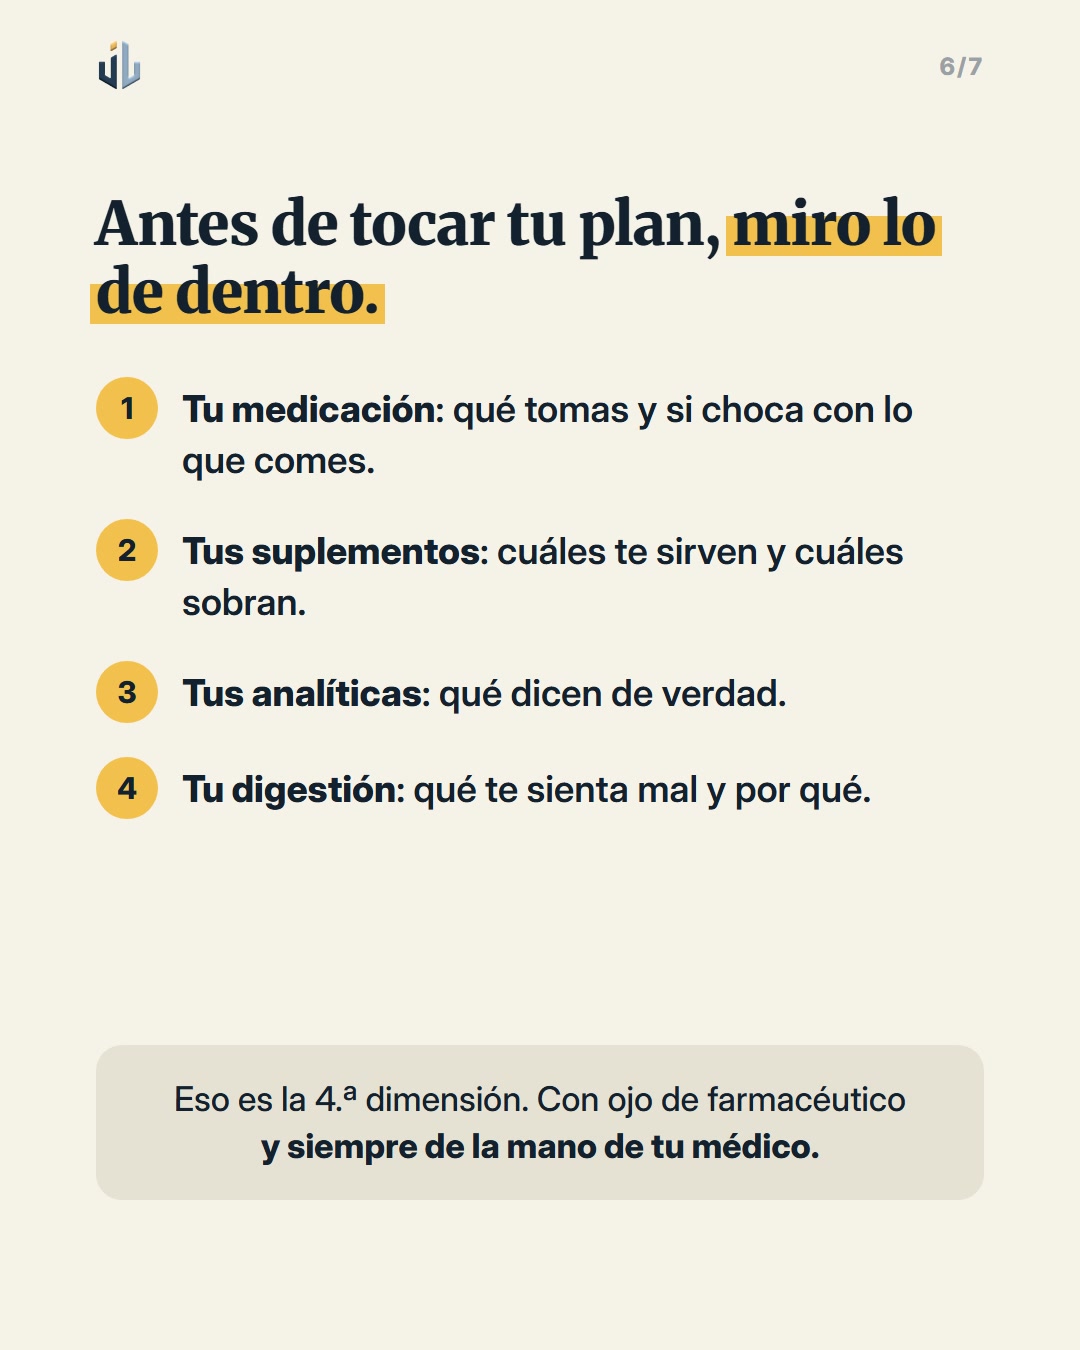 6/7
Antes de tocar tu plan, miro lo
de dentro.
1 Tu medicación: qué tomas y si choca con lo
que comes.
2 Tus suplementos: cuáles te sirven y cuáles
sobran.
3 Tus analíticas: qué dicen de verdad.
4 Tu digestión: qué te sienta mal y por qué.
Eso es la 4.ª dimensión. Con ojo de farmacéutico
y siempre de la mano de tu médico.